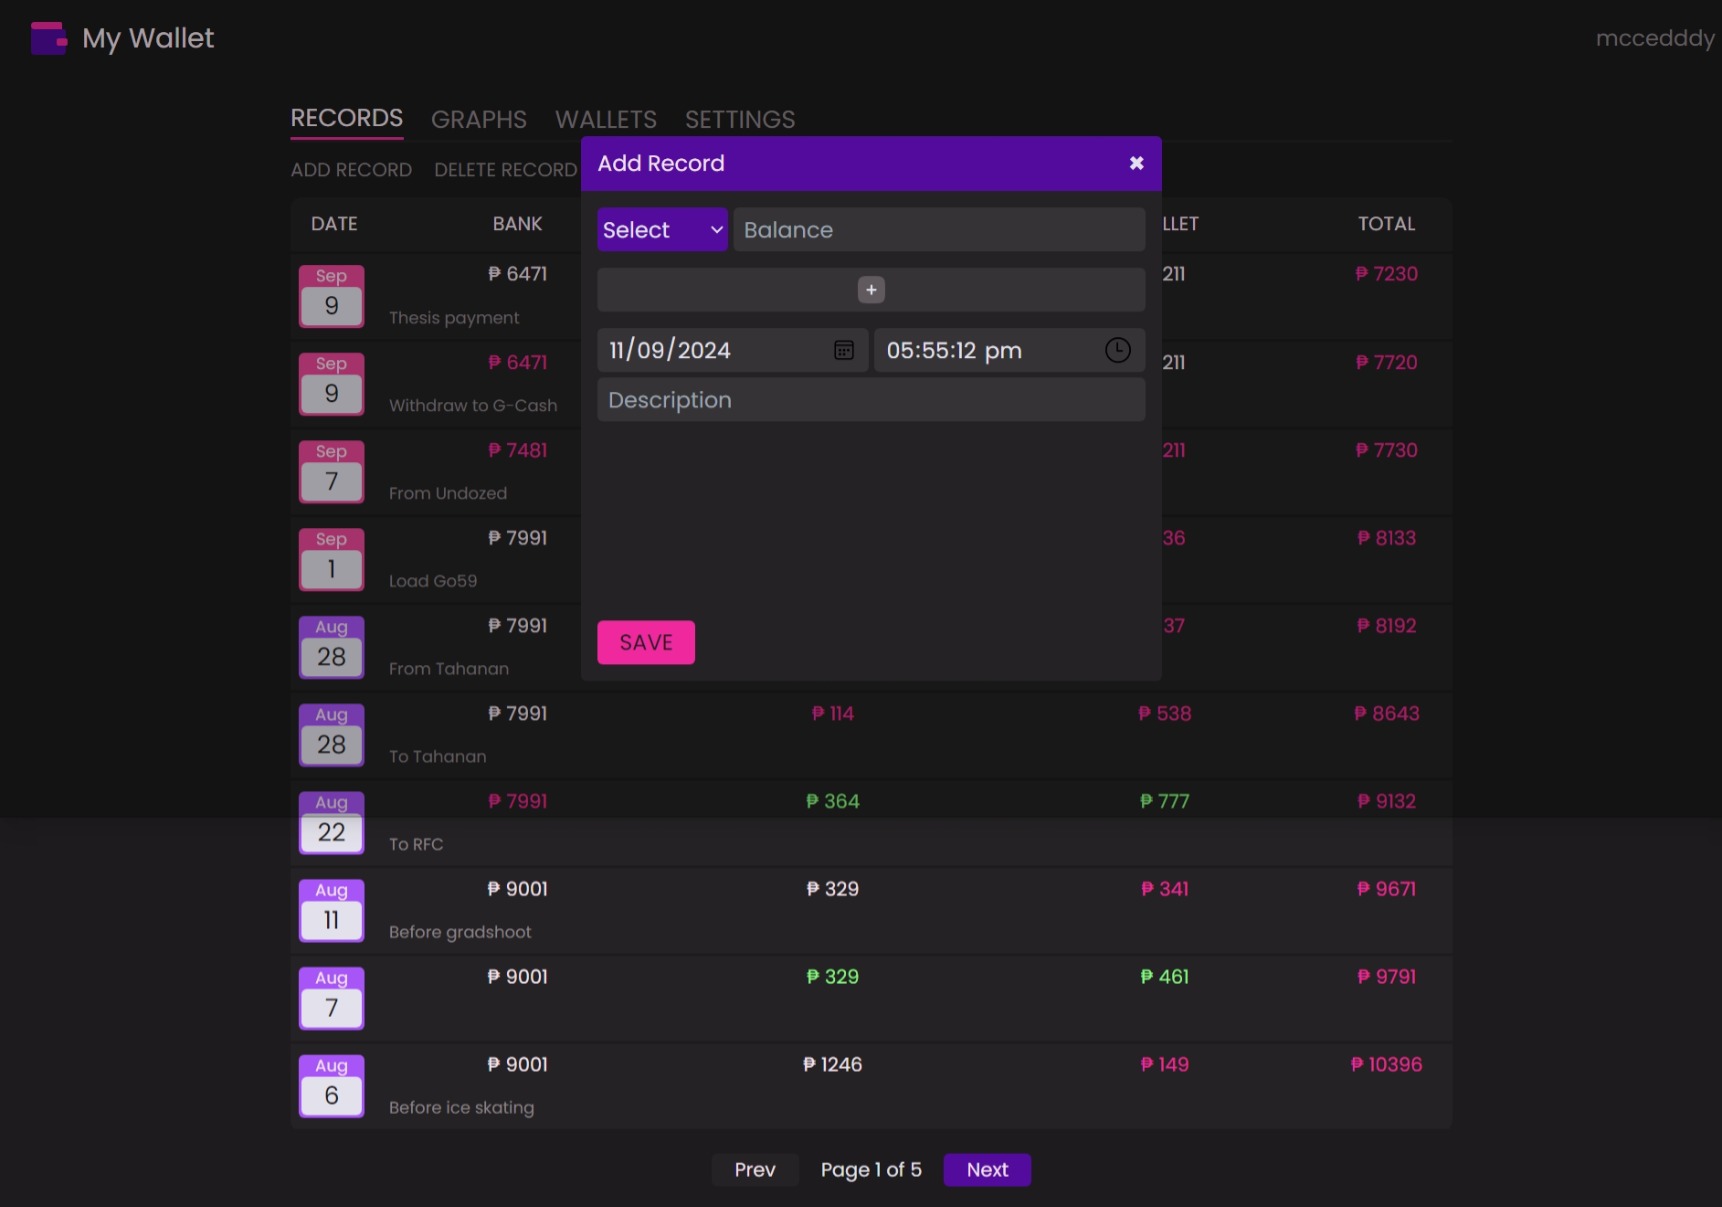 My Wallet
mccedddy
RECORDS GRAPHS WALLETS SETTINGS
ADD RECORD DELETE RECORD
Add Record ✖
Select Balance
+
11/09/2024 05:55:12 pm
Description
SAVE
DATE BANK LLET TOTAL
Sep 9 ₱ 6471 211 ₱ 7230
Thesis payment
Sep 9 ₱ 6471 211 ₱ 7720
Withdraw to G-Cash
Sep 7 ₱ 7481 211 ₱ 7730
From Undozed
Sep 1 ₱ 7991 36 ₱ 8133
Load Go59
Aug 28 ₱ 7991 37 ₱ 8192
From Tahanan
Aug 28 ₱ 7991 ₱ 114 ₱ 538 ₱ 8643
To Tahanan
Aug 22 ₱ 7991 ₱ 364 ₱ 777 ₱ 9132
To RFC
Aug 11 ₱ 9001 ₱ 329 ₱ 341 ₱ 9671
Before gradshoot
Aug 7 ₱ 9001 ₱ 329 ₱ 461 ₱ 9791
Aug 6 ₱ 9001 ₱ 1246 ₱ 149 ₱ 10396
Before ice skating
Prev Page 1 of 5 Next